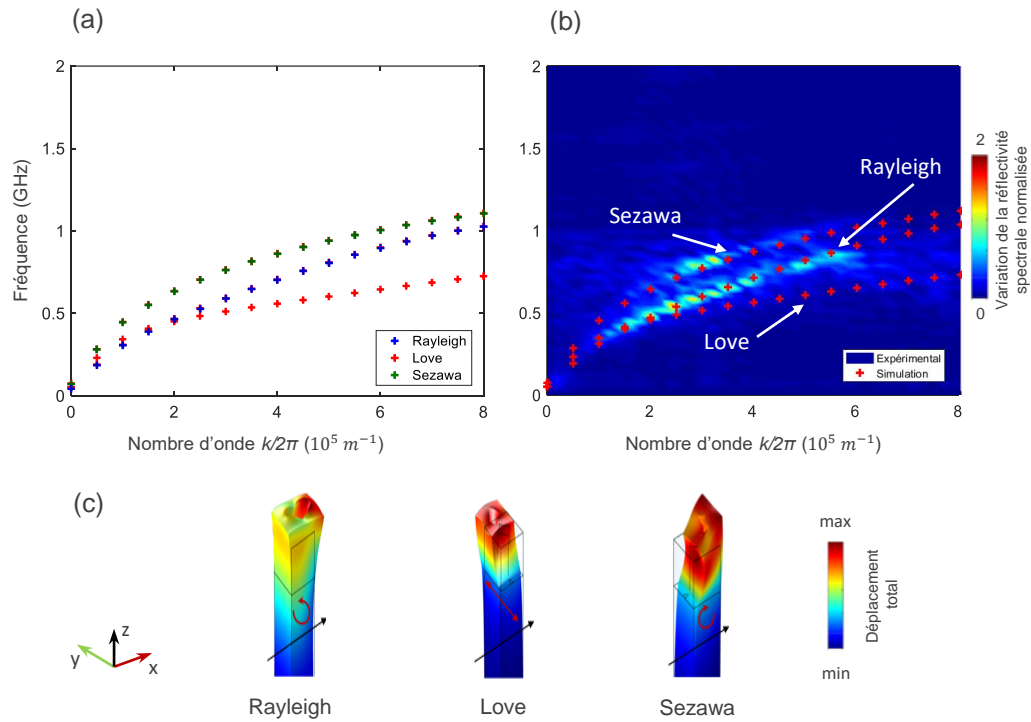 (a)
(b)
2
1.5
1
0.5
0
0 2 4 6 8
Fréquence (GHz)
Nombre d'onde k/2π (10⁵ m⁻¹)
Rayleigh
Love
Sezawa
2
1.5
1
0.5
0
0 2 4 6 8
Nombre d'onde k/2π (10⁵ m⁻¹)
Sezawa
Rayleigh
Love
Expérimental
Simulation
2
0
Variation de la réflectivité
spectrale normalisée
(c)
z
y
x
Rayleigh
Love
Sezawa
max
min
Déplacement
total